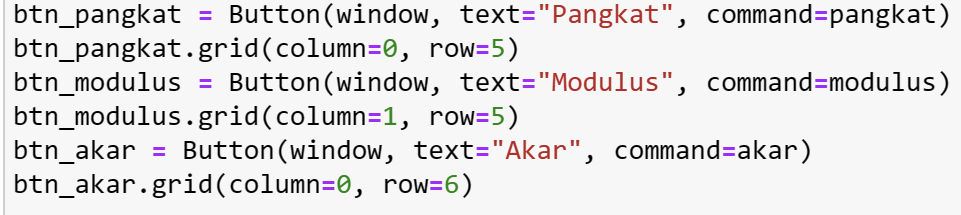 btn_pangkat = Button(window, text="Pangkat", command=pangkat)
btn_pangkat.grid(column=0, row=5)
btn_modulus = Button(window, text="Modulus", command=modulus)
btn_modulus.grid(column=1, row=5)
btn_akar = Button(window, text="Akar", command=akar)
btn_akar.grid(column=0, row=6)